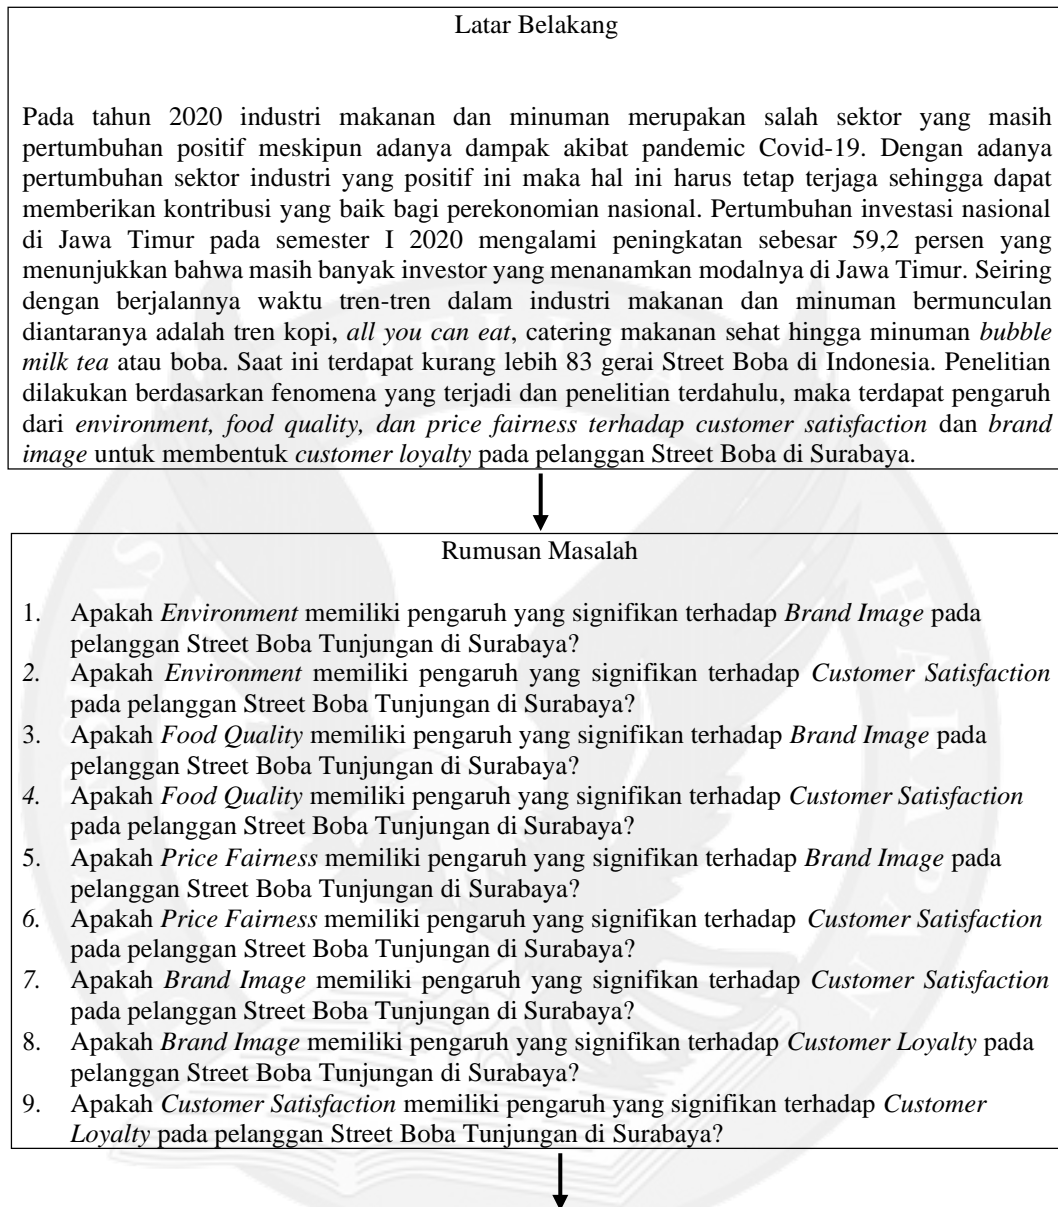 Latar Belakang
Pada tahun 2020 industri makanan dan minuman merupakan salah sektor yang masih
pertumbuhan positif meskipun adanya dampak akibat pandemic Covid-19. Dengan adanya
pertumbuhan sektor industri yang positif ini maka hal ini harus tetap terjaga sehingga dapat
memberikan kontribusi yang baik bagi perekonomian nasional. Pertumbuhan investasi nasional
di Jawa Timur pada semester I 2020 mengalami peningkatan sebesar 59,2 persen yang
menunjukkan bahwa masih banyak investor yang menanamkan modalnya di Jawa Timur. Seiring
dengan berjalannya waktu tren-tren dalam industri makanan dan minuman bermunculan
diantaranya adalah tren kopi, all you can eat, catering makanan sehat hingga minuman bubble
milk tea atau boba. Saat ini terdapat kurang lebih 83 gerai Street Boba di Indonesia. Penelitian
dilakukan berdasarkan fenomena yang terjadi dan penelitian terdahulu, maka terdapat pengaruh
dari environment, food quality, dan price fairness terhadap customer satisfaction dan brand
image untuk membentuk customer loyalty pada pelanggan Street Boba di Surabaya.
Rumusan Masalah
1. Apakah Environment memiliki pengaruh yang signifikan terhadap Brand Image pada
pelanggan Street Boba Tunjungan di Surabaya?
2. Apakah Environment memiliki pengaruh yang signifikan terhadap Customer Satisfaction
pada pelanggan Street Boba Tunjungan di Surabaya?
3. Apakah Food Quality memiliki pengaruh yang signifikan terhadap Brand Image pada
pelanggan Street Boba Tunjungan di Surabaya?
4. Apakah Food Quality memiliki pengaruh yang signifikan terhadap Customer Satisfaction
pada pelanggan Street Boba Tunjungan di Surabaya?
5. Apakah Price Fairness memiliki pengaruh yang signifikan terhadap Brand Image pada
pelanggan Street Boba Tunjungan di Surabaya?
6. Apakah Price Fairness memiliki pengaruh yang signifikan terhadap Customer Satisfaction
pada pelanggan Street Boba Tunjungan di Surabaya?
7. Apakah Brand Image memiliki pengaruh yang signifikan terhadap Customer Satisfaction
pada pelanggan Street Boba Tunjungan di Surabaya?
8. Apakah Brand Image memiliki pengaruh yang signifikan terhadap Customer Loyalty pada
pelanggan Street Boba Tunjungan di Surabaya?
9. Apakah Customer Satisfaction memiliki pengaruh yang signifikan terhadap Customer
Loyalty pada pelanggan Street Boba Tunjungan di Surabaya?